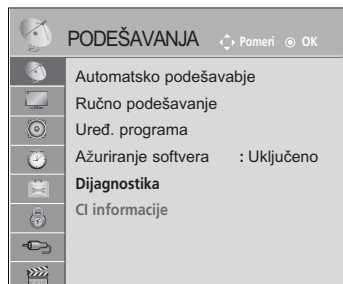 PODEŠAVANJA Pomeri OK
Automatsko podešavabje
Ručno podešavanje
Uređ. programa
Ažuriranje softvera : Uključeno
Dijagnostika
CI informacije